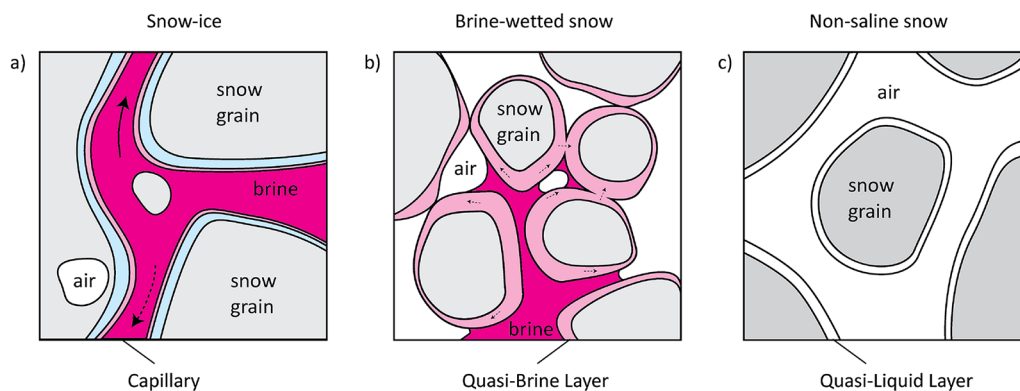 Snow-ice
Brine-wetted snow
Non-saline snow
a)
b)
c)
snow
grain
brine
air
snow
grain
snow
grain
air
brine
air
snow
grain
Capillary
Quasi-Brine Layer
Quasi-Liquid Layer